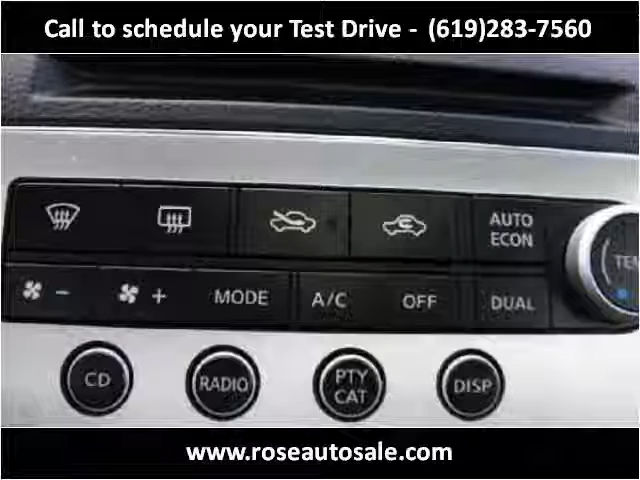 Call to schedule your Test Drive - (619)283-7560
AUTO
ECON
TEM
MODE
A/C
OFF
DUAL
CD
RADIO
PTY
CAT
DISP
www.roseautosale.com